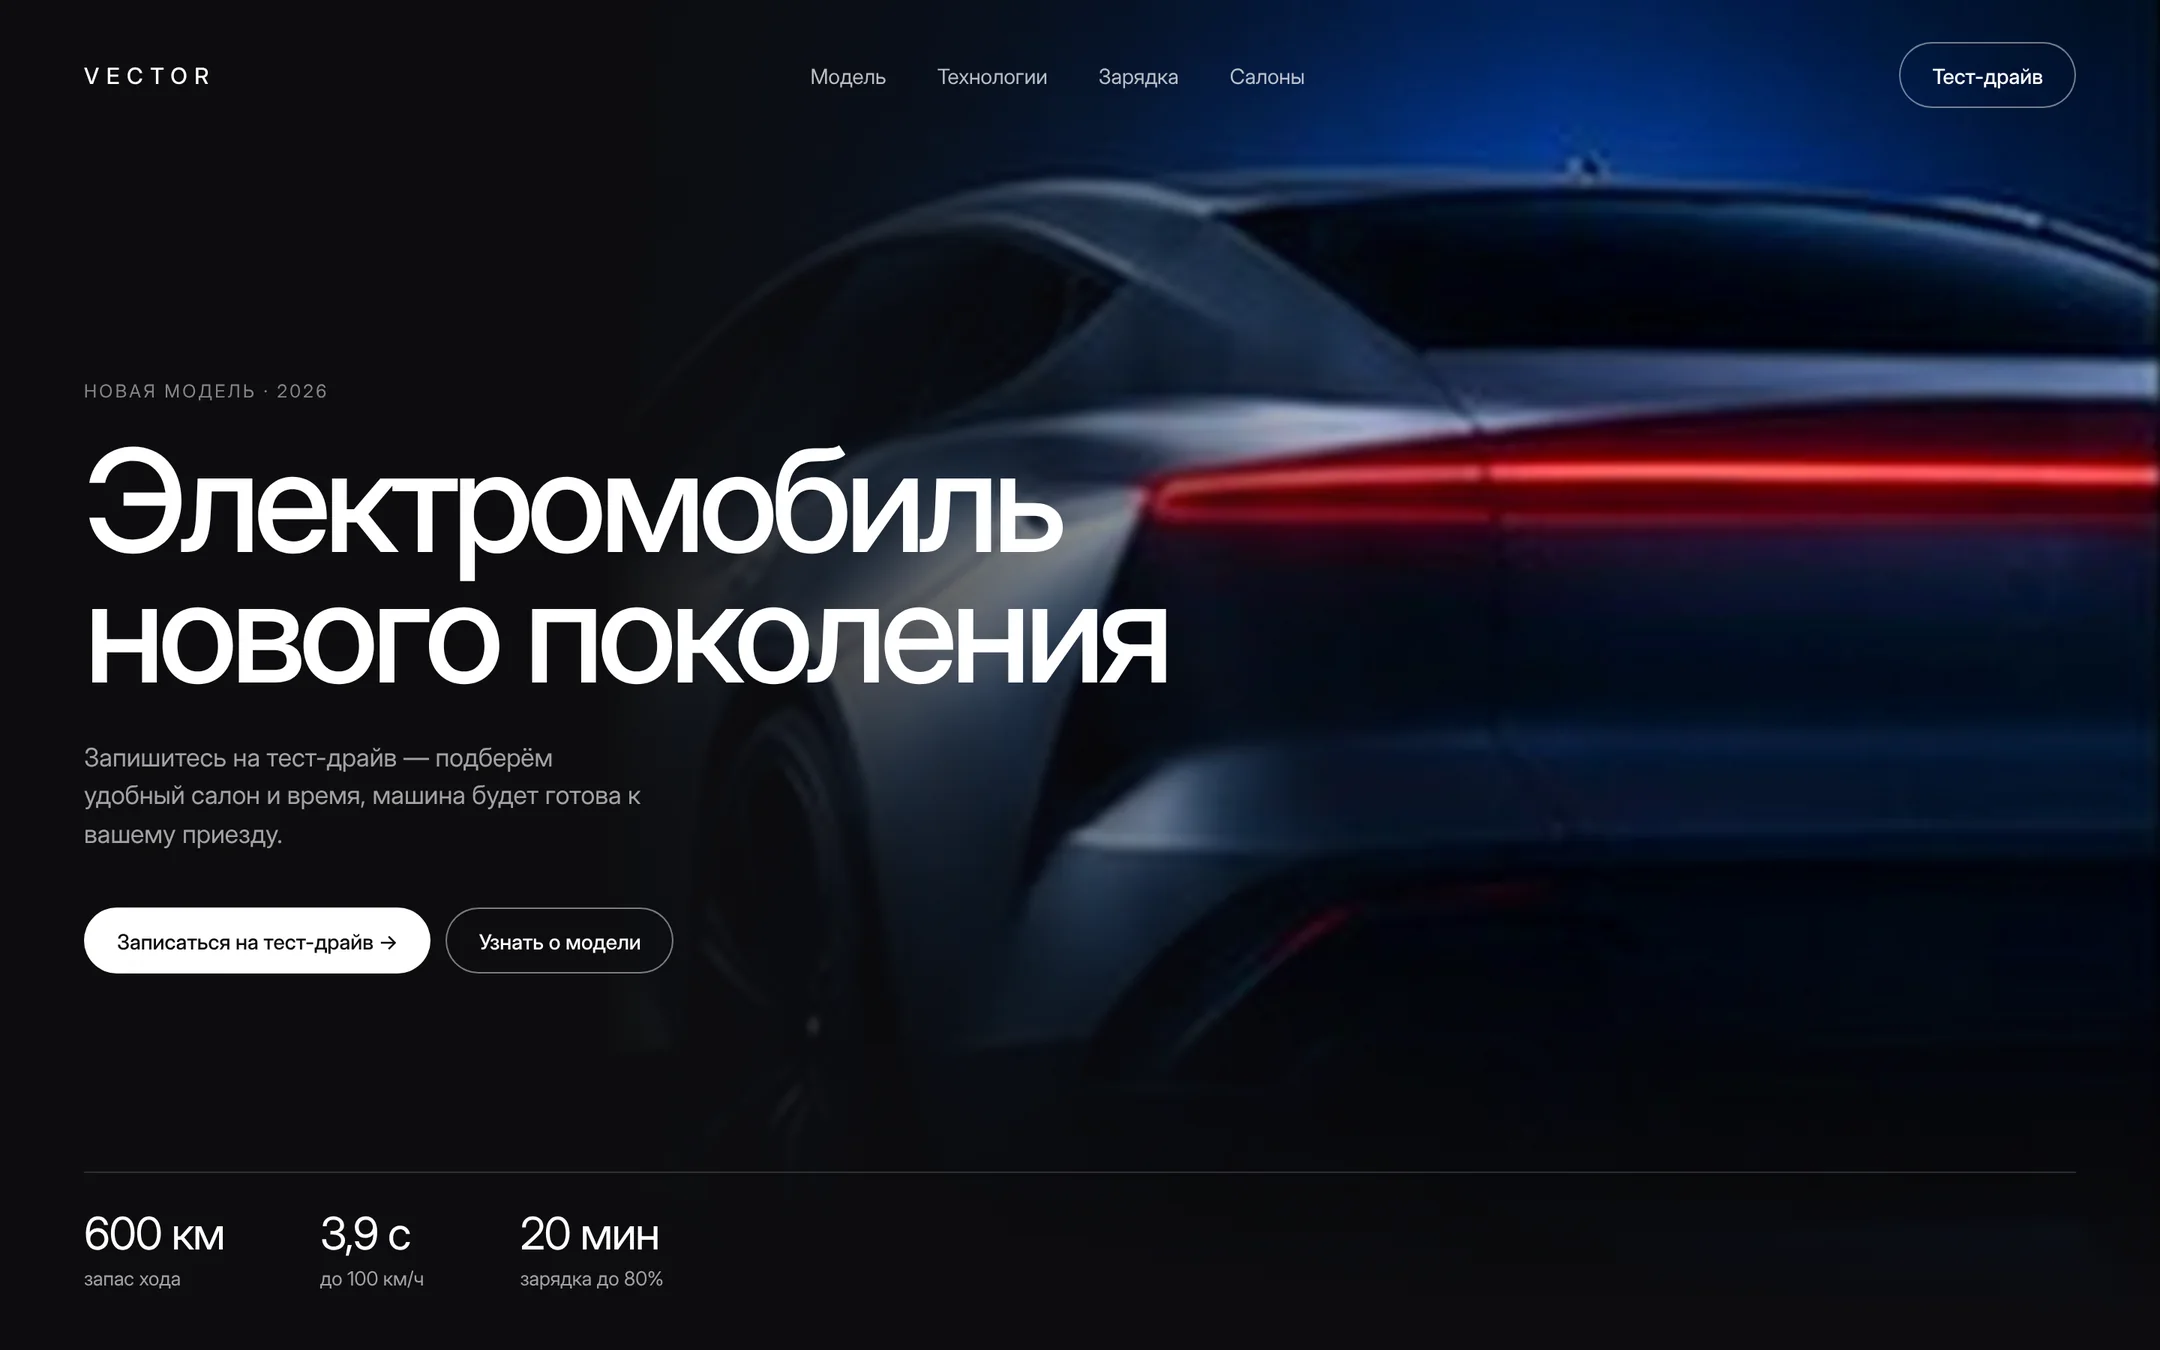 VECTOR
Модель
Технологии
Зарядка
Салоны
Тест-драйв
НОВАЯ МОДЕЛЬ · 2026
Электромобиль
нового поколения
Запишитесь на тест-драйв — подберём
удобный салон и время, машина будет готова к
вашему приезду.
Записаться на тест-драйв →
Узнать о модели
600 км
запас хода
3,9 с
до 100 км/ч
20 мин
зарядка до 80%